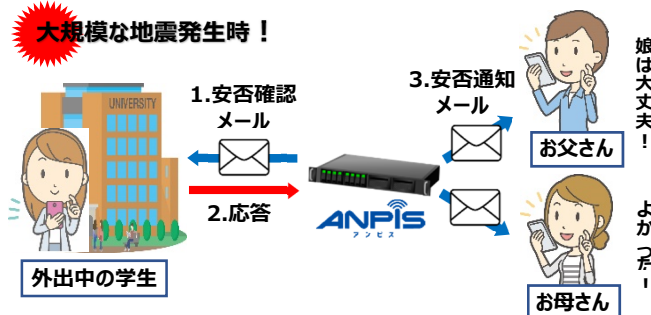 大規模な地震発生時！
UNIVERSITY
1.安否確認
メール
2.応答
外出中の学生
ANPIS
アンピス
3.安否通知
メール
お父さん
娘は大丈夫！
お母さん
よかった！